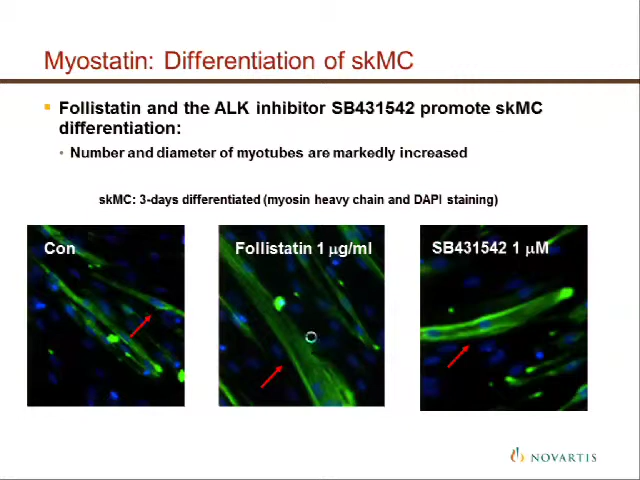 Myostatin: Differentiation of skMC
Follistatin and the ALK inhibitor SB431542 promote skMC
differentiation:
Number and diameter of myotubes are markedly increased
skMC: 3-days differentiated (myosin heavy chain and DAPI staining)
Con
Follistatin 1 μg/ml
SB431542 1 μM
NOVARTIS